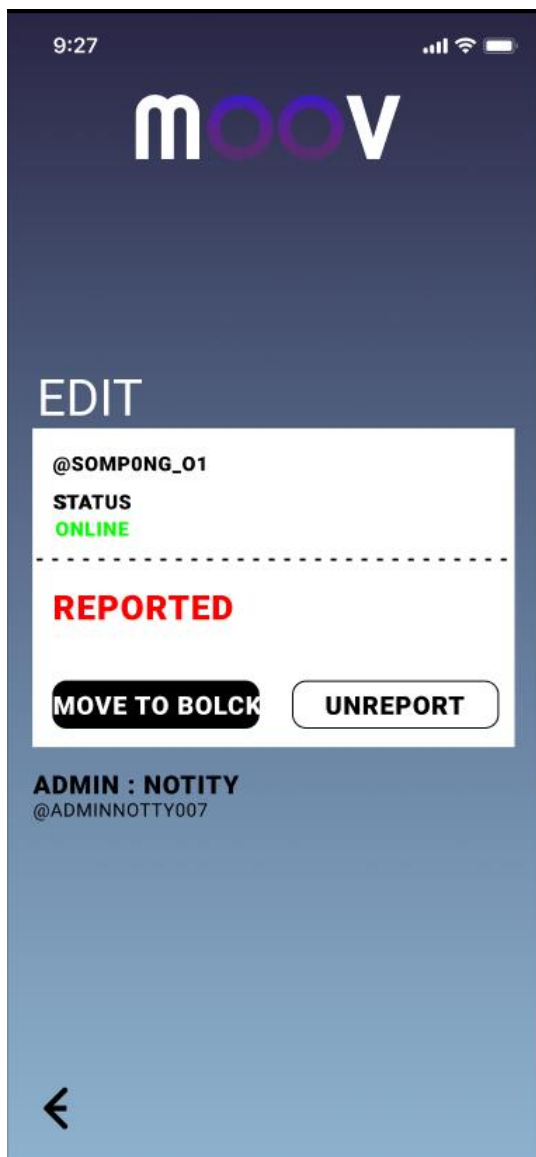 9:27
moov
EDIT
@SOMP0NG_O1
STATUS
ONLINE
REPORTED
MOVE TO BOLCK
UNREPORT
ADMIN : NOTITY
@ADMINNOTTY007